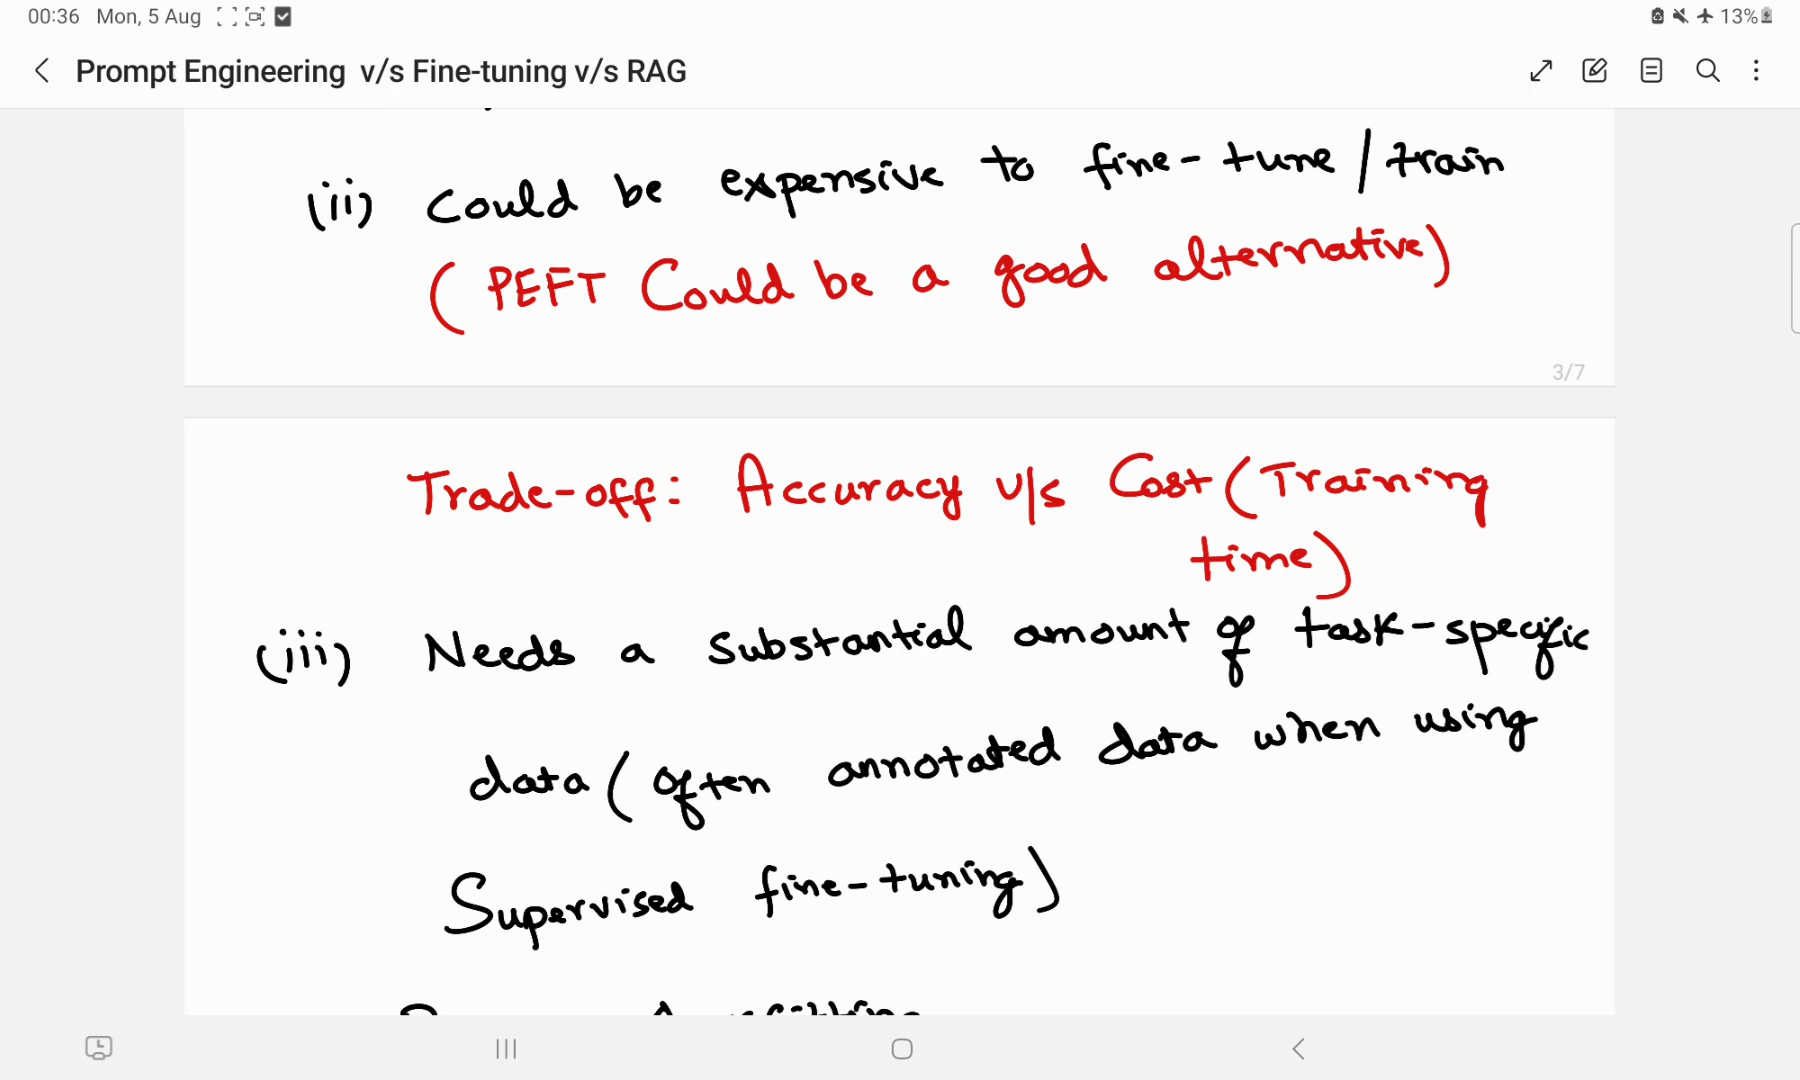 00:36 Mon, 5 Aug 13%
Prompt Engineering v/s Fine-tuning v/s RAG
(ii) Could be expensive to fine-tune / train
( PEFT Could be a good alternative)
3/7
Trade-off: Accuracy v/s Cost (Training
time)
(iii) Needs a substantial amount of task-specific
data ( often annotated data when using
Supervised fine-tuning)